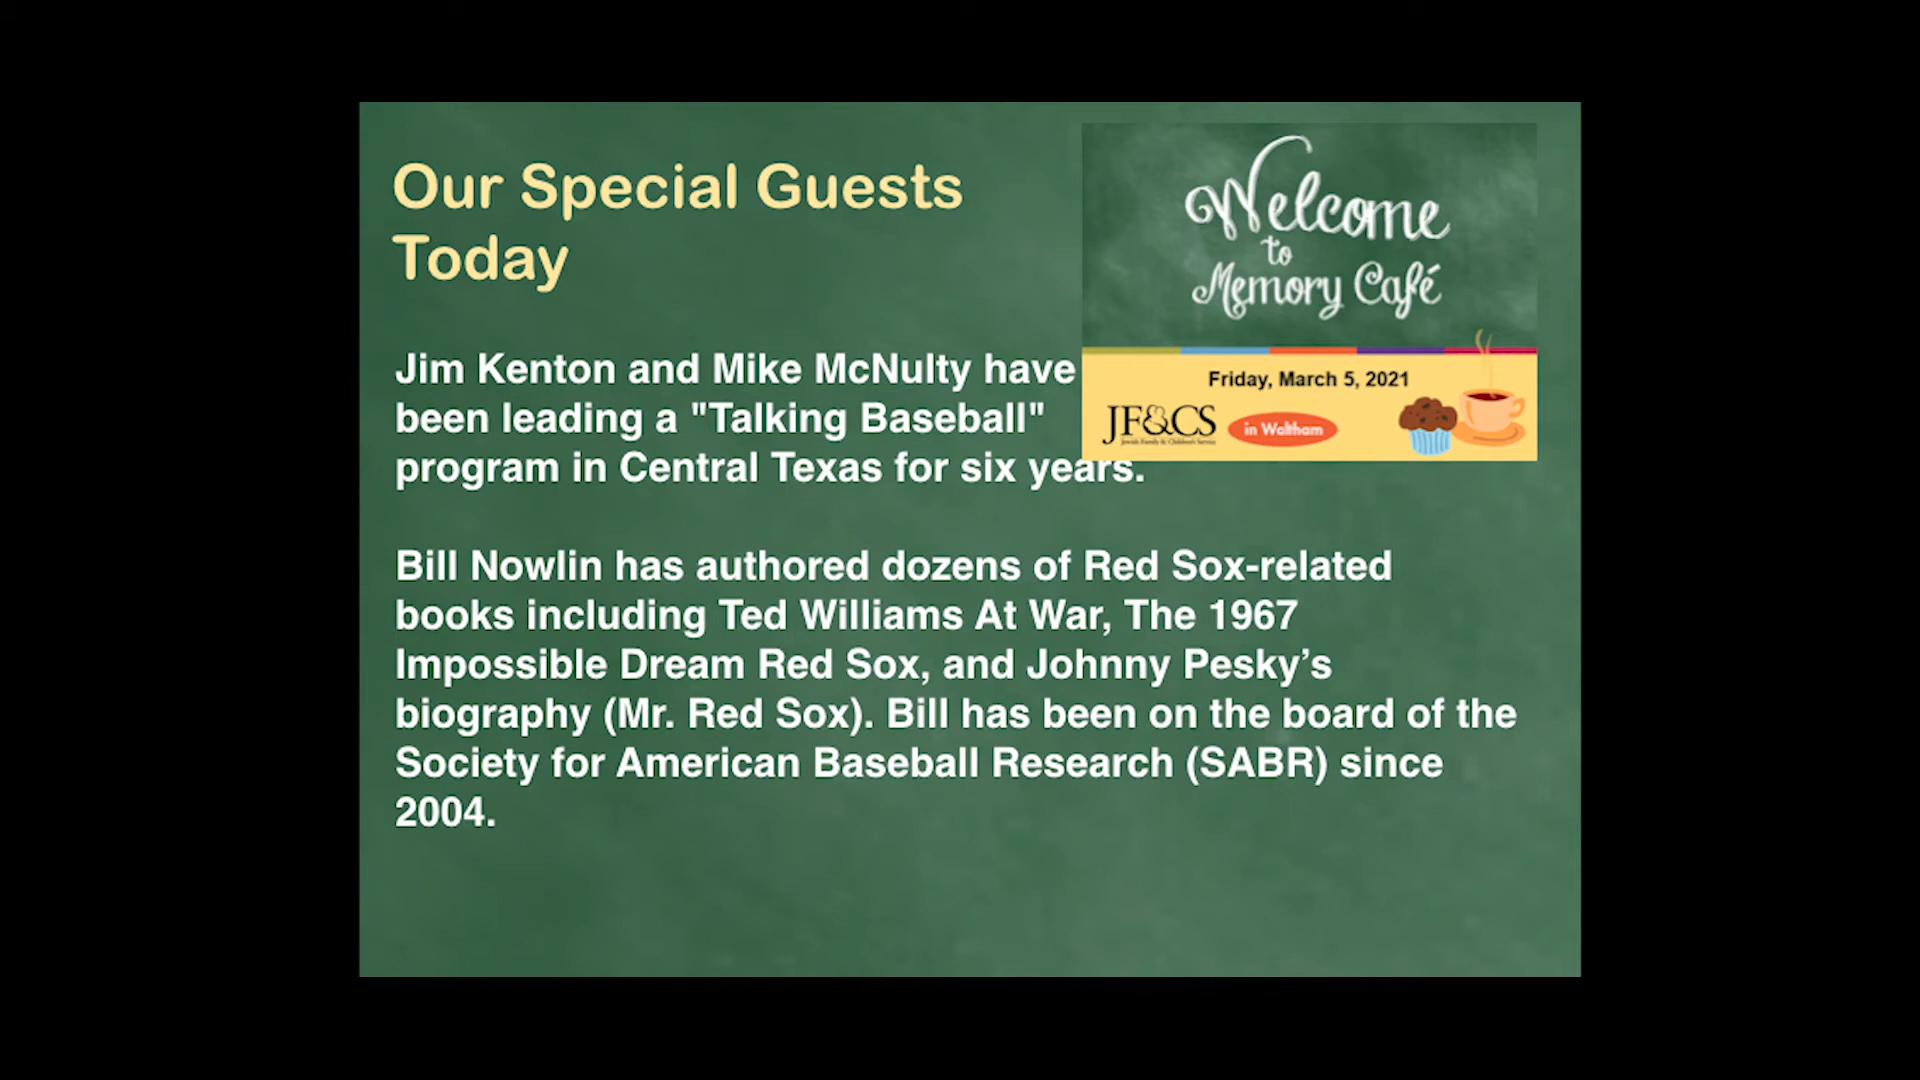 Our Special Guests
Today
Jim Kenton and Mike McNulty have
been leading a "Talking Baseball"
program in Central Texas for six years.
Bill Nowlin has authored dozens of Red Sox-related
books including Ted Williams At War, The 1967
Impossible Dream Red Sox, and Johnny Pesky’s
biography (Mr. Red Sox). Bill has been on the board of the
Society for American Baseball Research (SABR) since
2004.
Welcome
to
Memory Café
Friday, March 5, 2021
JF&CS
Jewish Family & Children's Service
in Waltham